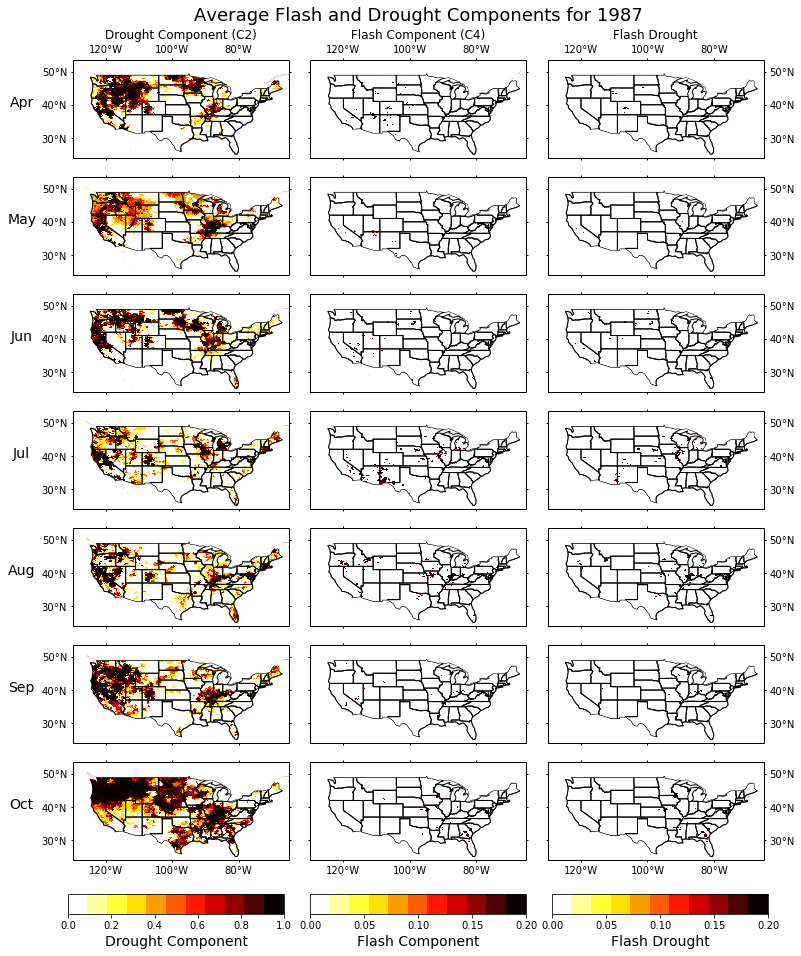 Average Flash and Drought Components for 1987
Drought Component (C2) Flash Component (C4) Flash Drought
120°W 100°W 80°W 120°W 100°W 80°W 120°W 100°W 80°W
50°N 50°N
Apr 40°N 40°N
30°N 30°N
50°N 50°N
May 40°N 40°N
30°N 30°N
50°N 50°N
Jun 40°N 40°N
30°N 30°N
50°N 50°N
Jul 40°N 40°N
30°N 30°N
50°N 50°N
Aug 40°N 40°N
30°N 30°N
50°N 50°N
Sep 40°N 40°N
30°N 30°N
50°N 50°N
Oct 40°N 40°N
30°N 30°N
120°W 100°W 80°W 120°W 100°W 80°W 120°W 100°W 80°W
0.0 0.2 0.4 0.6 0.8 1.0 0.00 0.05 0.10 0.15 0.20 0.00 0.05 0.10 0.15 0.20
Drought Component Flash Component Flash Drought